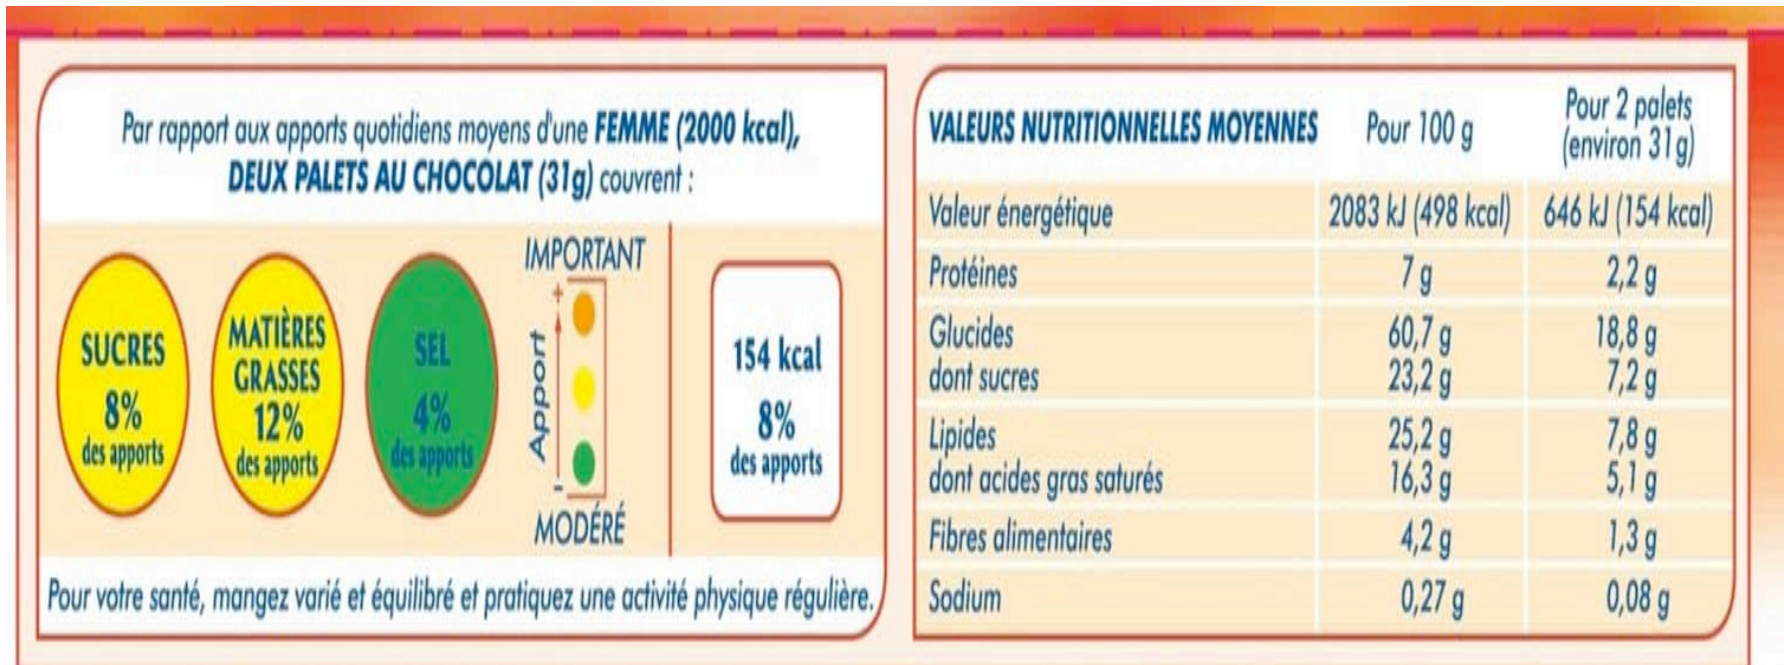 Par rapport aux apports quotidiens moyens d'une FEMME (2000 kcal),
DEUX PALETS AU CHOCOLAT (31g) couvrent :
SUCRES
8%
des apports
MATIÈRES
GRASSES
12%
des apports
SEL
4%
des apports
IMPORTANT
+
Apport
-
MODÉRÉ
154 kcal
8%
des apports
Pour votre santé, mangez varié et équilibré et pratiquez une activité physique régulière.
VALEURS NUTRITIONNELLES MOYENNES Pour 100 g Pour 2 palets
(environ 31g)
Valeur énergétique 2083 kJ (498 kcal) 646 kJ (154 kcal)
Protéines 7 g 2,2 g
Glucides 60,7 g 18,8 g
dont sucres 23,2 g 7,2 g
Lipides 25,2 g 7,8 g
dont acides gras saturés 16,3 g 5,1 g
Fibres alimentaires 4,2 g 1,3 g
Sodium 0,27 g 0,08 g